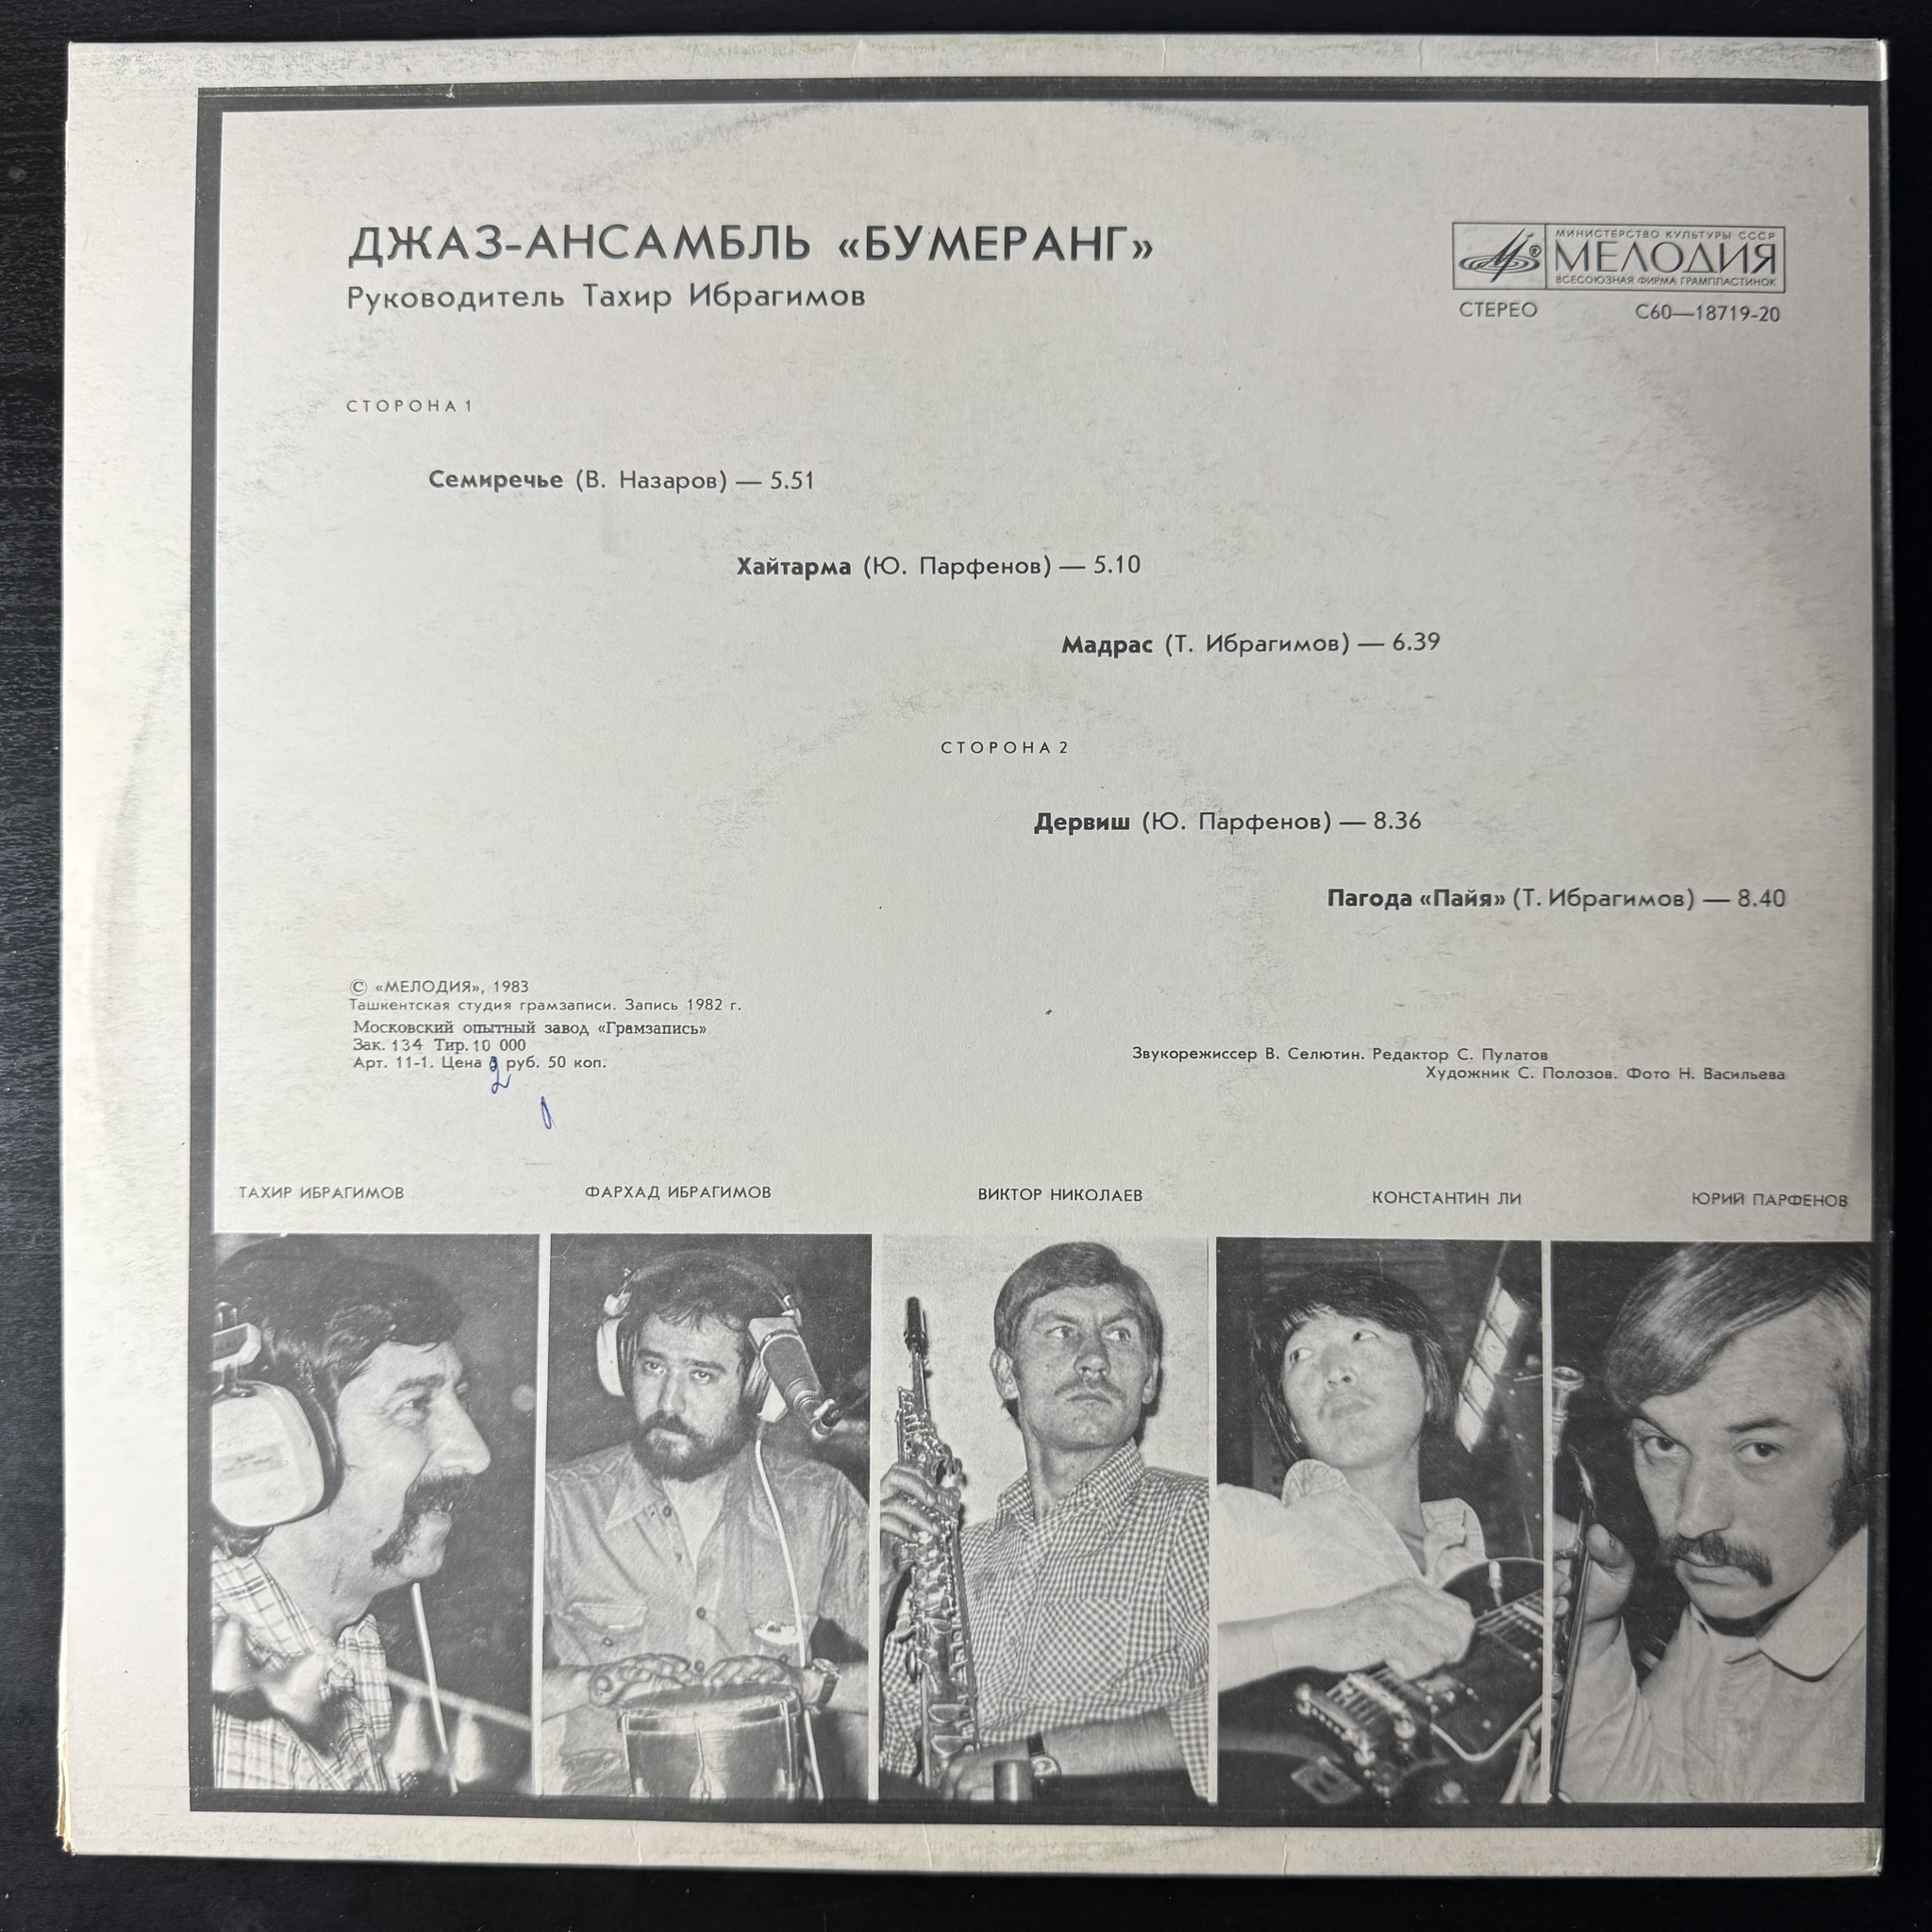 ДЖАЗ-АНСАМБЛЬ «БУМЕРАНГ»
Руководитель Тахир Ибрагимов
МИНИСТЕРСТВО КУЛЬТУРЫ СССР
МЕЛОДИЯ
ВСЕСОЮЗНАЯ ФИРМА ГРАМПЛАСТИНОК
СТЕРЕО С60—18719-20
СТОРОНА 1
Семиречье (В. Назаров) — 5.51
Хайтарма (Ю. Парфенов) — 5.10
Мадрас (Т. Ибрагимов) — 6.39
СТОРОНА 2
Дервиш (Ю. Парфенов) — 8.36
Пагода «Пайя» (Т. Ибрагимов) — 8.40
© «МЕЛОДИЯ», 1983
Ташкентская студия грамзаписи. Запись 1982 г.
Московский опытный завод «Грамзапись»
Зак. 134 Тир. 10 000
Арт. 11-1. Цена 2 руб. 50 коп.
Звукорежиссер В. Селютин. Редактор С. Пулатов
Художник С. Полозов. Фото Н. Васильева
ТАХИР ИБРАГИМОВ
ФАРХАД ИБРАГИМОВ
ВИКТОР НИКОЛАЕВ
КОНСТАНТИН ЛИ
ЮРИЙ ПАРФЕНОВ